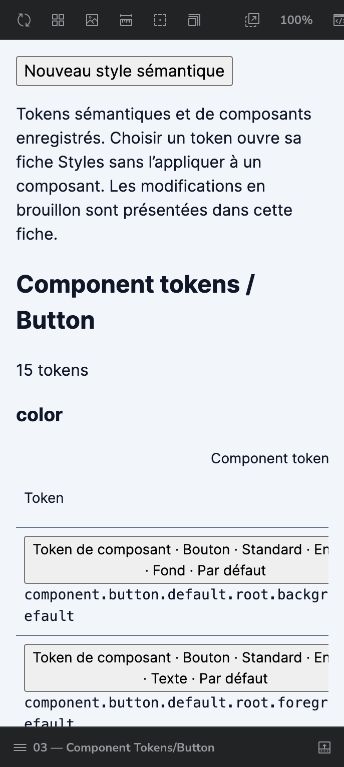 100%
Nouveau style sémantique
Tokens sémantiques et de composants
enregistrés. Choisir un token ouvre sa
fiche Styles sans l’appliquer à un
composant. Les modifications en
brouillon sont présentées dans cette
fiche.
Component tokens /
Button
15 tokens
color
Component token
Token
Token de composant · Bouton · Standard · En
· Fond · Par défaut
component.button.default.root.backgr
efault
Token de composant · Bouton · Standard · En
· Texte · Par défaut
component.button.default.root.foregr
efault
03 — Component Tokens/Button